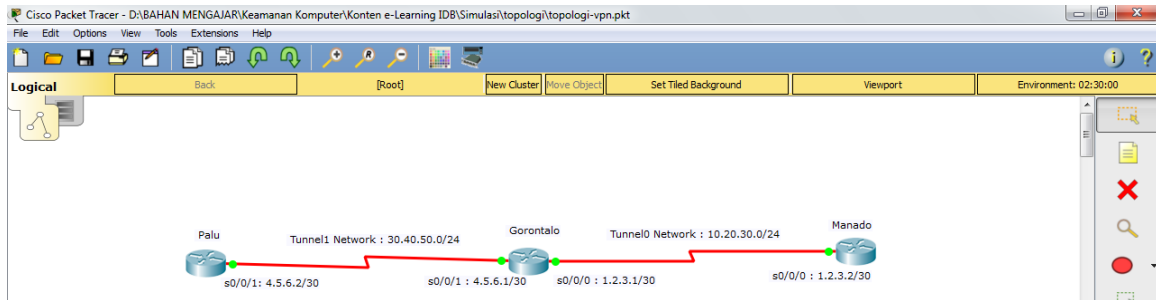 Cisco Packet Tracer - D:\BAHAN MENGAJAR\Keamanan Komputer\Konten e-Learning IDB\Simulasi\topologi\topologi-vpn.pkt
File Edit Options View Tools Extensions Help
Logical Back [Root] New Cluster Move Object Set Tiled Background Viewport Environment: 02:30:00
Palu Tunnel1 Network : 30.40.50.0/24 Gorontalo Tunnel0 Network : 10.20.30.0/24 Manado
s0/0/1: 4.5.6.2/30 s0/0/1 : 4.5.6.1/30 s0/0/0 : 1.2.3.1/30 s0/0/0 : 1.2.3.2/30